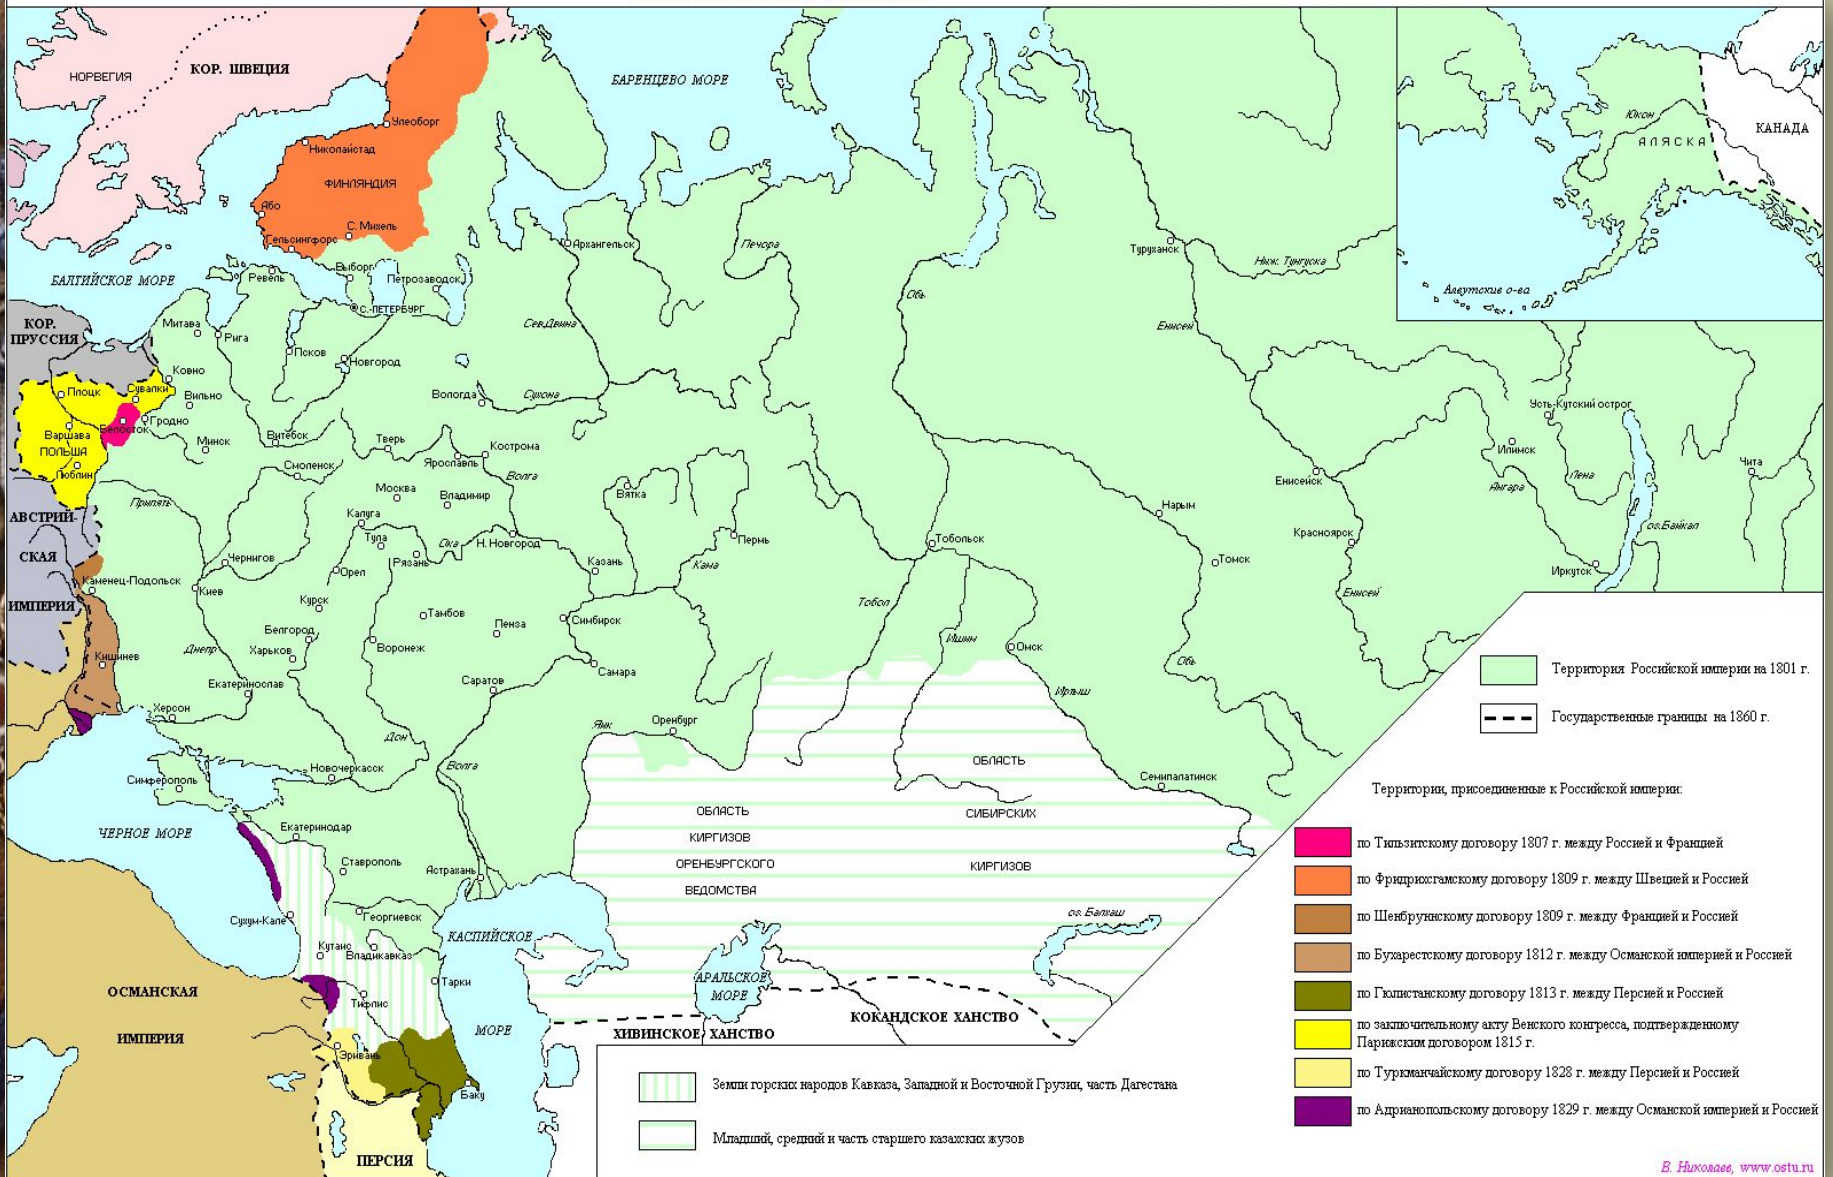 НОРВЕГИЯ
КОР. ШВЕЦИЯ
БАРЕНЦЕВО МОРЕ
Юкон
АЛЯСКА
КАНАДА
Алеутские о-ва
Улеоборг
Николайстад
ФИНЛЯНДИЯ
Або
С. Михель
Гельсингфорс
Архангельск
Печора
Туруханск
Ниж. Тунгуска
БАЛТИЙСКОЕ МОРЕ
Ревель
Выборг
Петрозаводск
С.-ПЕТЕРБУРГ
Обь
Енисей
Сев.Двина
КОР.
ПРУССИЯ
Митава
Рига
Псков
Новгород
Ковно
Вильно
Плоцк
Сувалки
Гродно
Белосток
Варшава
ПОЛЬША
Люблин
Минск
Витебск
Вологда
Сухона
Тверь
Ярославль
Кострома
Волга
Смоленск
Москва
Владимир
Вятка
Усть-Кутский острог
Илимск
Чита
Лена
Ангара
Енисейск
оз.Байкал
Нарым
Красноярск
Томск
Иркутск
Енисей
АВСТРИЙ-
СКАЯ
ИМПЕРИЯ
Припять
Калуга
Тула
Рязань
Ока
Н. Новгород
Казань
Пермь
Кама
Тобольск
Чернигов
Орел
Каменец-Подольск
Киев
Курск
Тамбов
Пенза
Симбирск
Тобол
Ишим
Омск
Обь
Иртыш
Белгород
Харьков
Воронеж
Днепр
Кишинев
Екатеринослав
Саратов
Самара
Херсон
Дон
Яик
Оренбург
Волга
Новочеркасск
Симферополь
Семипалатинск
ОБЛАСТЬ
СИБИРСКИХ
КИРГИЗОВ
ОБЛАСТЬ
КИРГИЗОВ
ОРЕНБУРГСКОГО
ВЕДОМСТВА
ЧЕРНОЕ МОРЕ
Екатеринодар
Ставрополь
Астрахань
Сухум-Кале
Георгиевск
Кутаис
Владикавказ
Тарки
Тифлис
Эривань
Баку
КАСПИЙСКОЕ
МОРЕ
АРАЛЬСКОЕ
МОРЕ
оз. Балхаш
ХИВИНСКОЕ ХАНСТВО
КОКАНДСКОЕ ХАНСТВО
ОСМАНСКАЯ
ИМПЕРИЯ
ПЕРСИЯ
Территория Российской империи на 1801 г.
Государственные границы на 1860 г.
Территории, присоединенные к Российской империи:
по Тильзитскому договору 1807 г. между Россией и Францией
по Фридрихсгамскому договору 1809 г. между Швецией и Россией
по Шенбруннскому договору 1809 г. между Францией и Россией
по Бухарестскому договору 1812 г. между Османской империей и Россией
по Гюлистанскому договору 1813 г. между Персией и Россией
по заключительному акту Венского конгресса, подтвержденному
Парижским договором 1815 г.
по Туркманчайскому договору 1828 г. между Персией и Россией
по Адрианопольскому договору 1829 г. между Османской империей и Россией
Земли горских народов Кавказа, Западной и Восточной Грузии, часть Дагестана
Младший, средний и часть старшего казахских жузов
В. Николаев, www.ostu.ru